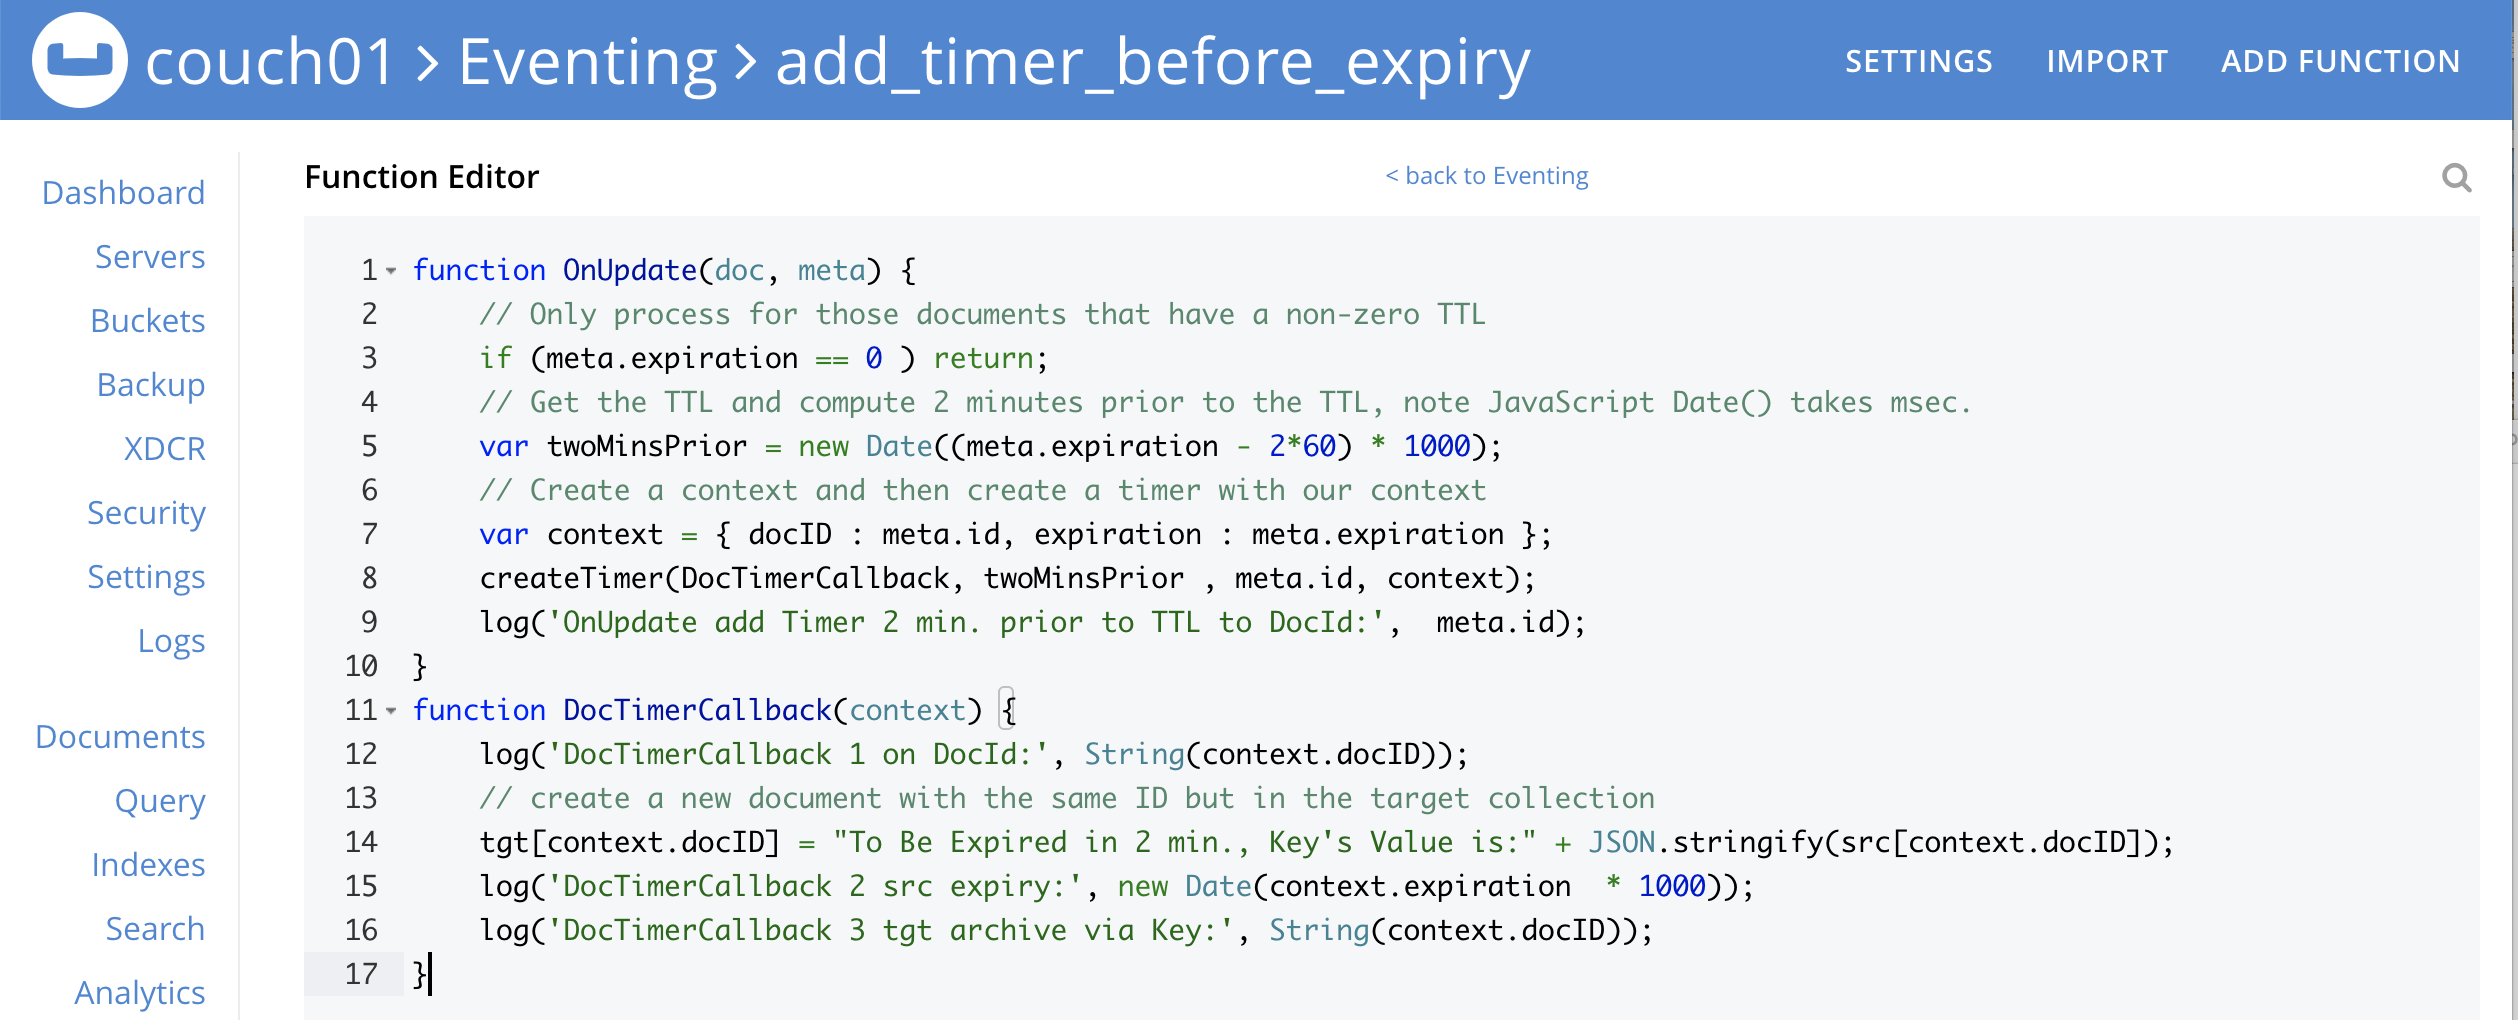 couch01 > Eventing > add_timer_before_expiry
SETTINGS IMPORT ADD FUNCTION
Dashboard
Servers
Buckets
Backup
XDCR
Security
Settings
Logs
Documents
Query
Indexes
Search
Analytics
Function Editor
< back to Eventing
1 function OnUpdate(doc, meta) {
2     // Only process for those documents that have a non-zero TTL
3     if (meta.expiration == 0 ) return;
4     // Get the TTL and compute 2 minutes prior to the TTL, note JavaScript Date() takes msec.
5     var twoMinsPrior = new Date((meta.expiration - 2*60) * 1000);
6     // Create a context and then create a timer with our context
7     var context = { docID : meta.id, expiration : meta.expiration };
8     createTimer(DocTimerCallback, twoMinsPrior , meta.id, context);
9     log('OnUpdate add Timer 2 min. prior to TTL to DocId:',  meta.id);
10 }
11 function DocTimerCallback(context) {
12     log('DocTimerCallback 1 on DocId:', String(context.docID));
13     // create a new document with the same ID but in the target collection
14     tgt[context.docID] = "To Be Expired in 2 min., Key's Value is:" + JSON.stringify(src[context.docID]);
15     log('DocTimerCallback 2 src expiry:', new Date(context.expiration  * 1000));
16     log('DocTimerCallback 3 tgt archive via Key:', String(context.docID));
17 }